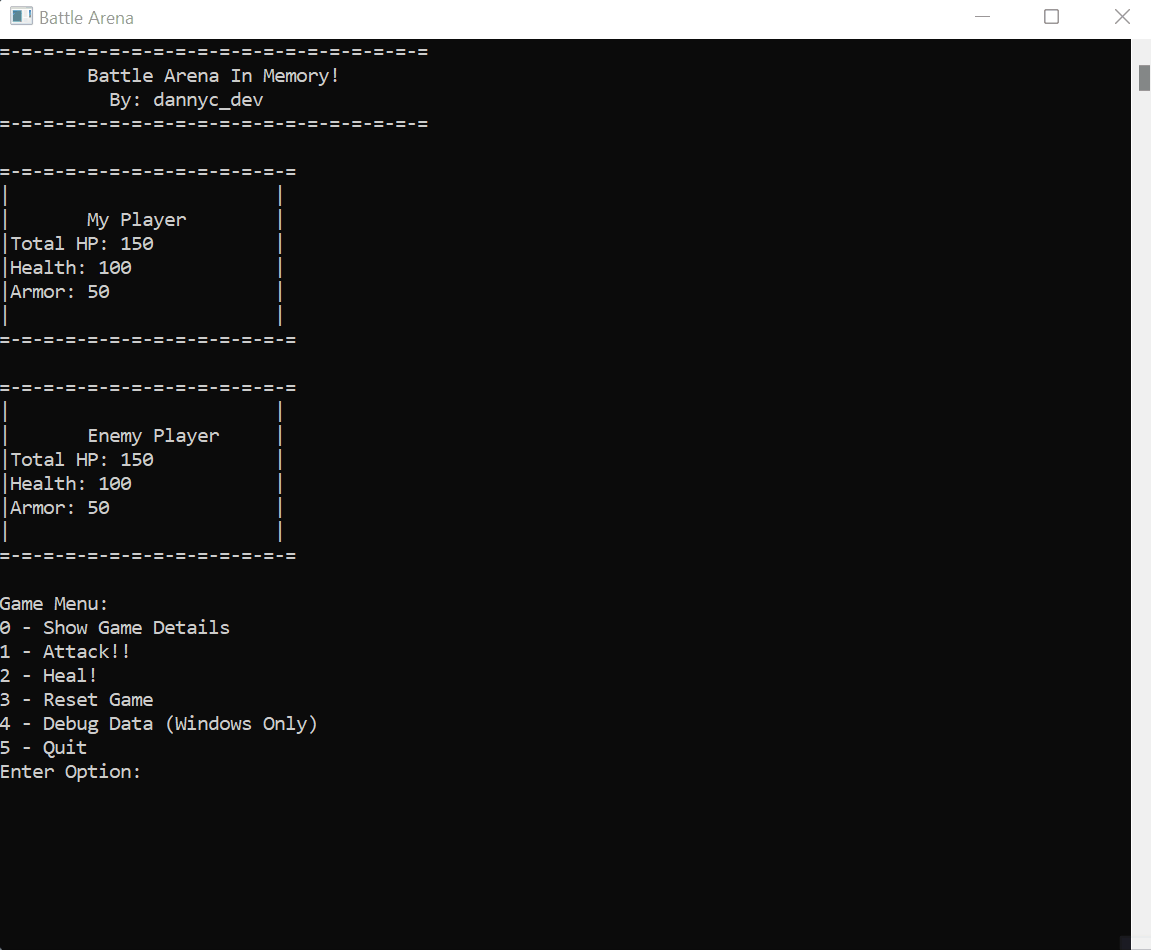 Battle Arena
=-=-=-=-=-=-=-=-=-=-=-=-=-=-=-=-=-=-=-=
        Battle Arena In Memory!
          By: dannyc_dev
=-=-=-=-=-=-=-=-=-=-=-=-=-=-=-=-=-=-=-=
=-=-=-=-=-=-=-=-=-=-=-=-=-=
|                        |
|       My Player        |
|Total HP: 150           |
|Health: 100             |
|Armor: 50               |
|                        |
=-=-=-=-=-=-=-=-=-=-=-=-=-=
=-=-=-=-=-=-=-=-=-=-=-=-=-=
|                        |
|       Enemy Player     |
|Total HP: 150           |
|Health: 100             |
|Armor: 50               |
|                        |
=-=-=-=-=-=-=-=-=-=-=-=-=-=
Game Menu:
0 - Show Game Details
1 - Attack!!
2 - Heal!
3 - Reset Game
4 - Debug Data (Windows Only)
5 - Quit
Enter Option: